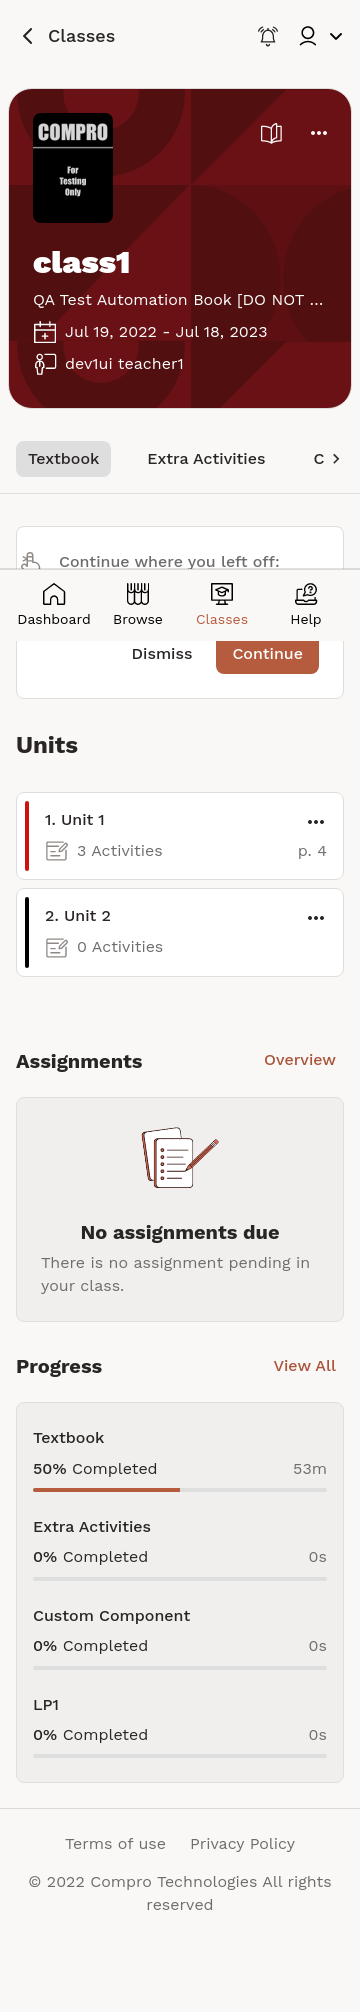 Classes
COMPRO
For
Testing
Only
class1
QA Test Automation Book [DO NOT ...
Jul 19, 2022 - Jul 18, 2023
dev1ui teacher1
Textbook Extra Activities C
Continue where you left off:
Dashboard Browse Classes Help
Dismiss Continue
Units
1. Unit 1
3 Activities p. 4
2. Unit 2
0 Activities
Assignments Overview
No assignments due
There is no assignment pending in
your class.
Progress View All
Textbook
50% Completed 53m
Extra Activities
0% Completed 0s
Custom Component
0% Completed 0s
LP1
0% Completed 0s
Terms of use Privacy Policy
© 2022 Compro Technologies All rights
reserved